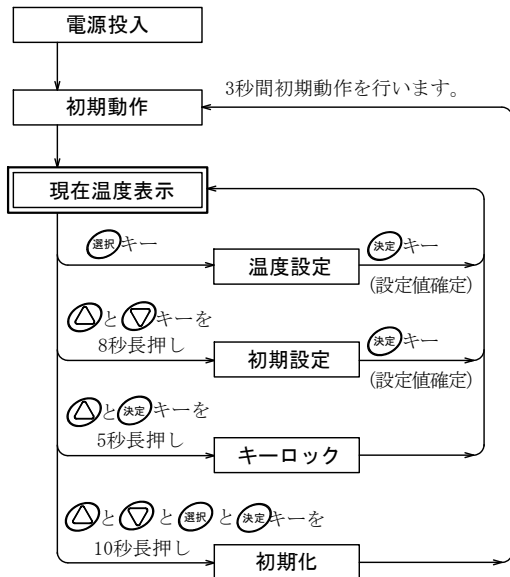 電源投入
3秒間初期動作を行います。
初期動作
現在温度表示
選択キー
決定キー
温度設定
(設定値確定)
△と▽キーを
8秒長押し
決定キー
初期設定
(設定値確定)
△と決定キーを
5秒長押し
キーロック
△と▽と選択と決定キーを
10秒長押し
初期化